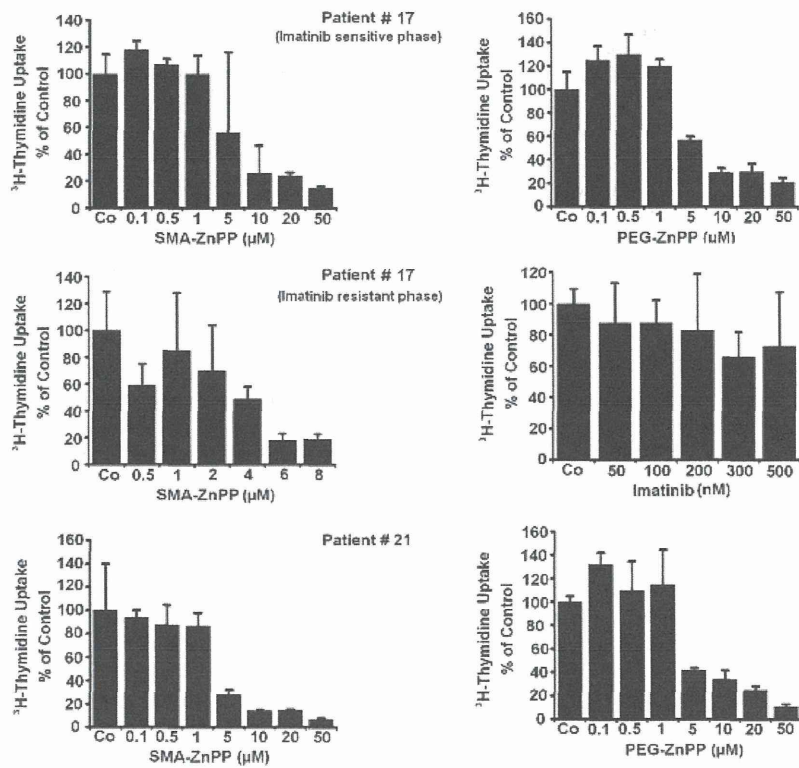 Patient # 17
(Imatinib sensitive phase)
³H-Thymidine Uptake
% of Control
120
100
80
60
40
20
0
Co 0.1 0.5 1 5 10 20 50
SMA-ZnPP (µM)
³H-Thymidine Uptake
% of Control
160
140
120
100
80
60
40
20
0
Co 0.1 0.5 1 5 10 20 50
PEG-ZnPP (uM)
Patient # 17
(Imatinib resistant phase)
³H-Thymidine Uptake
% of Control
140
120
100
80
60
40
20
0
Co 0.5 1 2 4 6 8
SMA-ZnPP (µM)
³H-Thymidine Uptake
% of Control
120
100
80
60
40
20
0
Co 50 100 200 300 500
Imatinib (nM)
Patient # 21
³H-Thymidine Uptake
% of Control
160
140
120
100
80
60
40
20
0
Co 0.1 0.5 1 5 10 20 50
SMA-ZnPP (µM)
³H-Thymidine Uptake
% of Control
160
140
120
100
80
60
40
20
0
Co 0.1 0.5 1 5 10 20 50
PEG-ZnPP (µM)